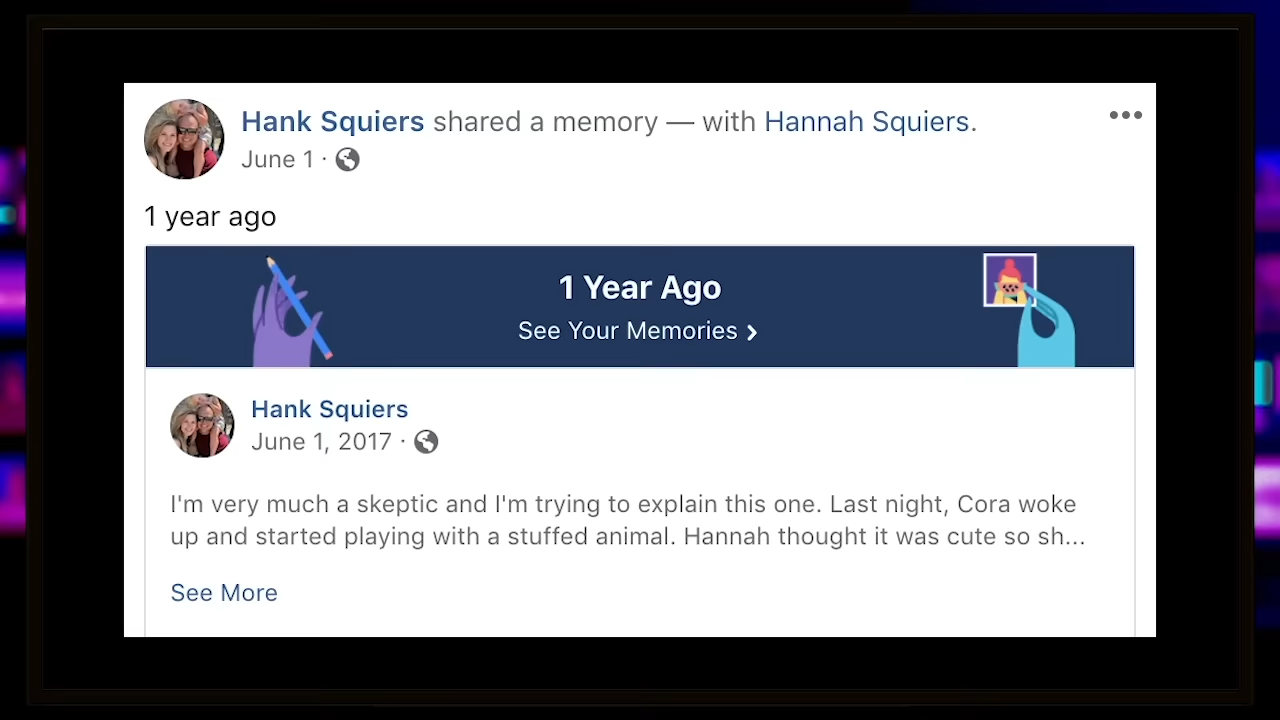 Hank Squiers shared a memory — with Hannah Squiers.
June 1 ·
1 year ago
1 Year Ago
See Your Memories ›
Hank Squiers
June 1, 2017 ·
I'm very much a skeptic and I'm trying to explain this one. Last night, Cora woke
up and started playing with a stuffed animal. Hannah thought it was cute so sh...
See More